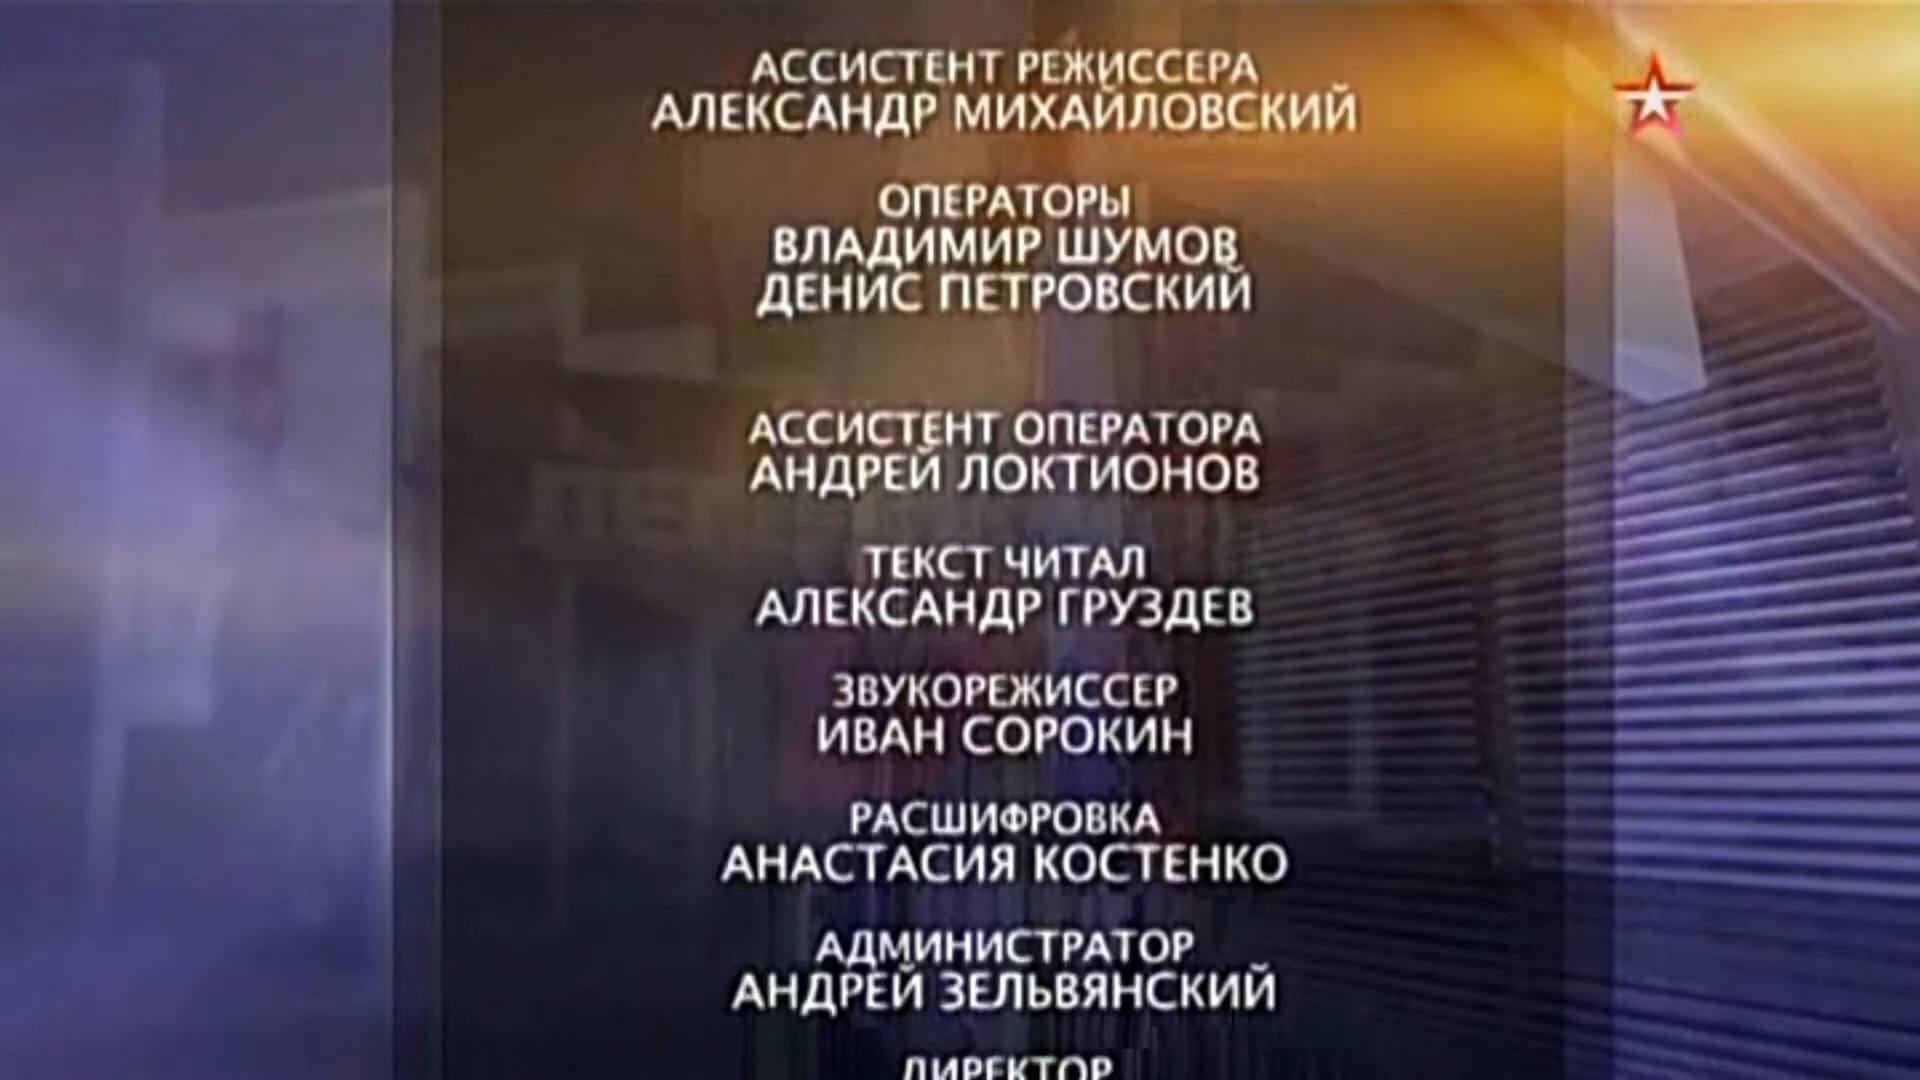 АССИСТЕНТ РЕЖИССЕРА
АЛЕКСАНДР МИХАЙЛОВСКИЙ
ОПЕРАТОРЫ
ВЛАДИМИР ШУМОВ
ДЕНИС ПЕТРОВСКИЙ
АССИСТЕНТ ОПЕРАТОРА
АНДРЕЙ ЛОКТИОНОВ
ТЕКСТ ЧИТАЛ
АЛЕКСАНДР ГРУЗДЕВ
ЗВУКОРЕЖИССЕР
ИВАН СОРОКИН
РАСШИФРОВКА
АНАСТАСИЯ КОСТЕНКО
АДМИНИСТРАТОР
АНДРЕЙ ЗЕЛЬВЯНСКИЙ
ДИРЕКТОР